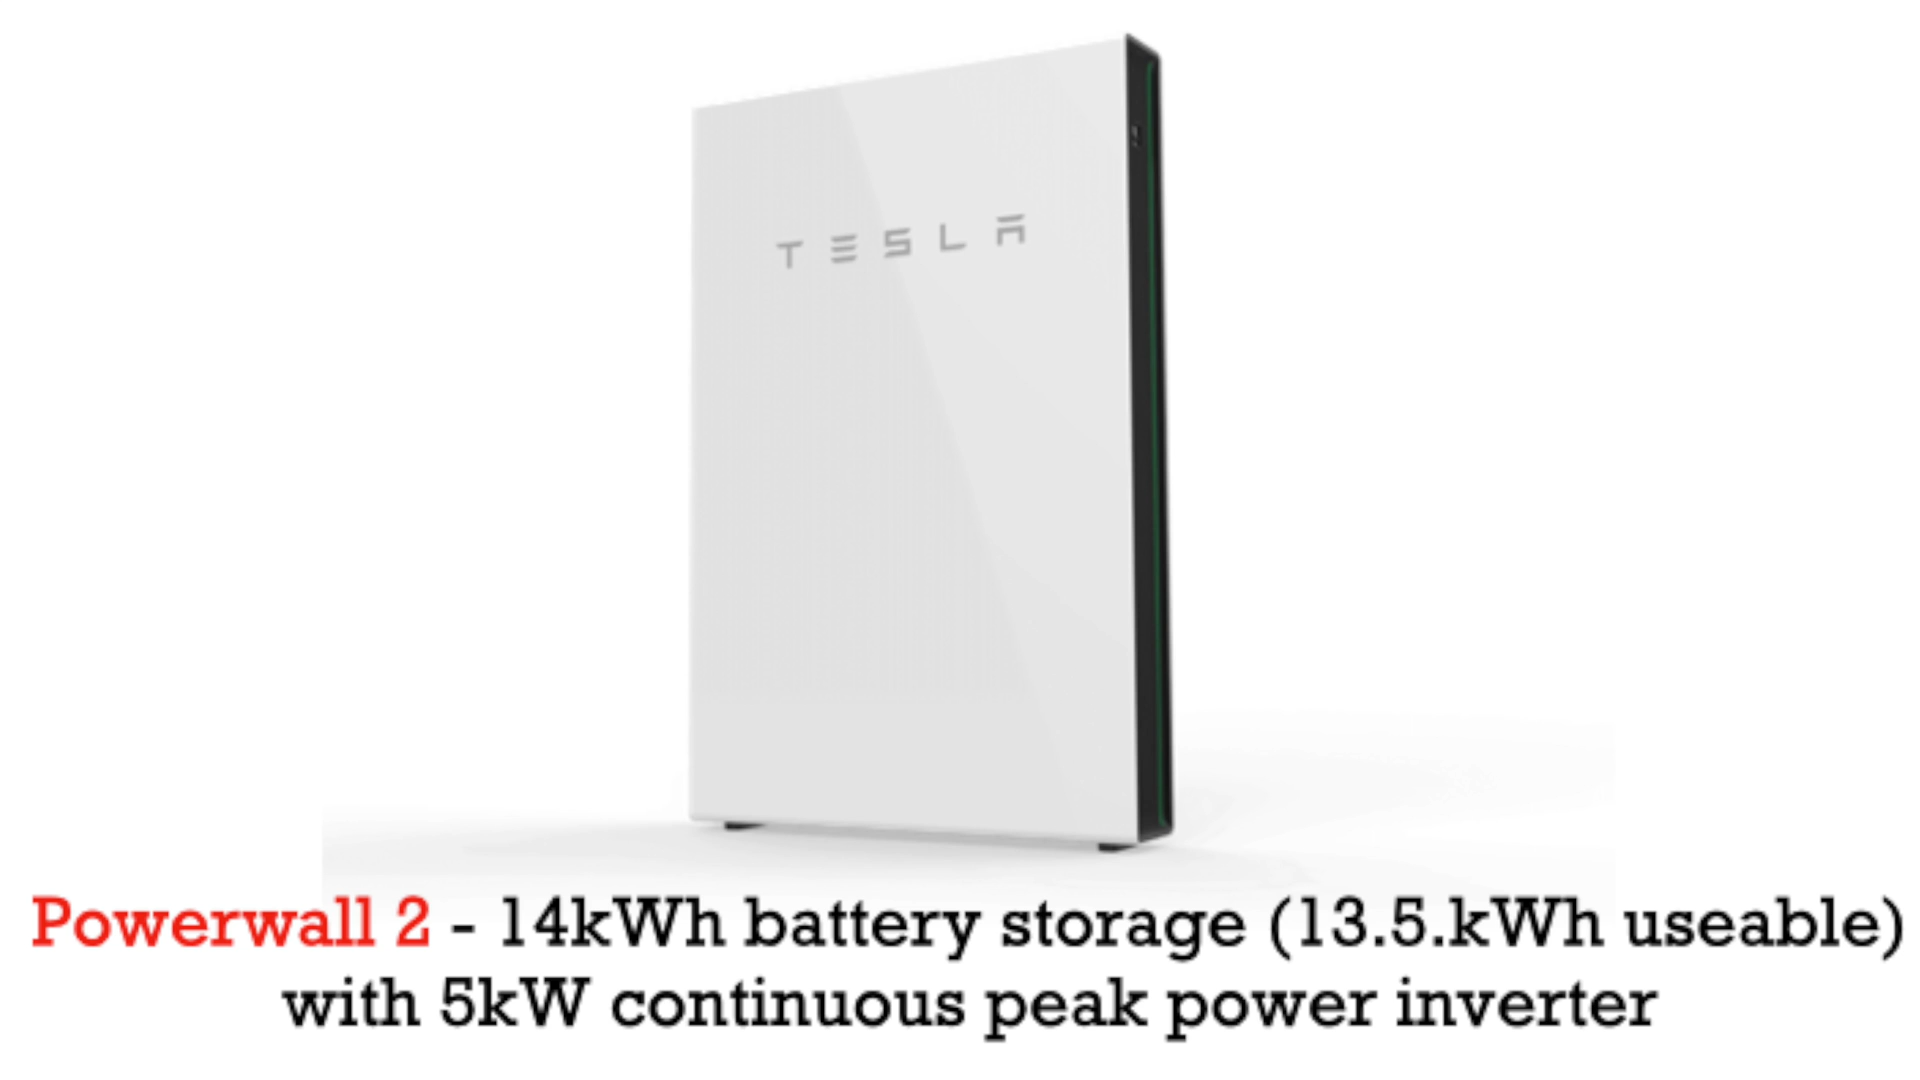 TESLA
Powerwall 2 - 14kWh battery storage (13.5.kWh useable)
with 5kW continuous peak power inverter